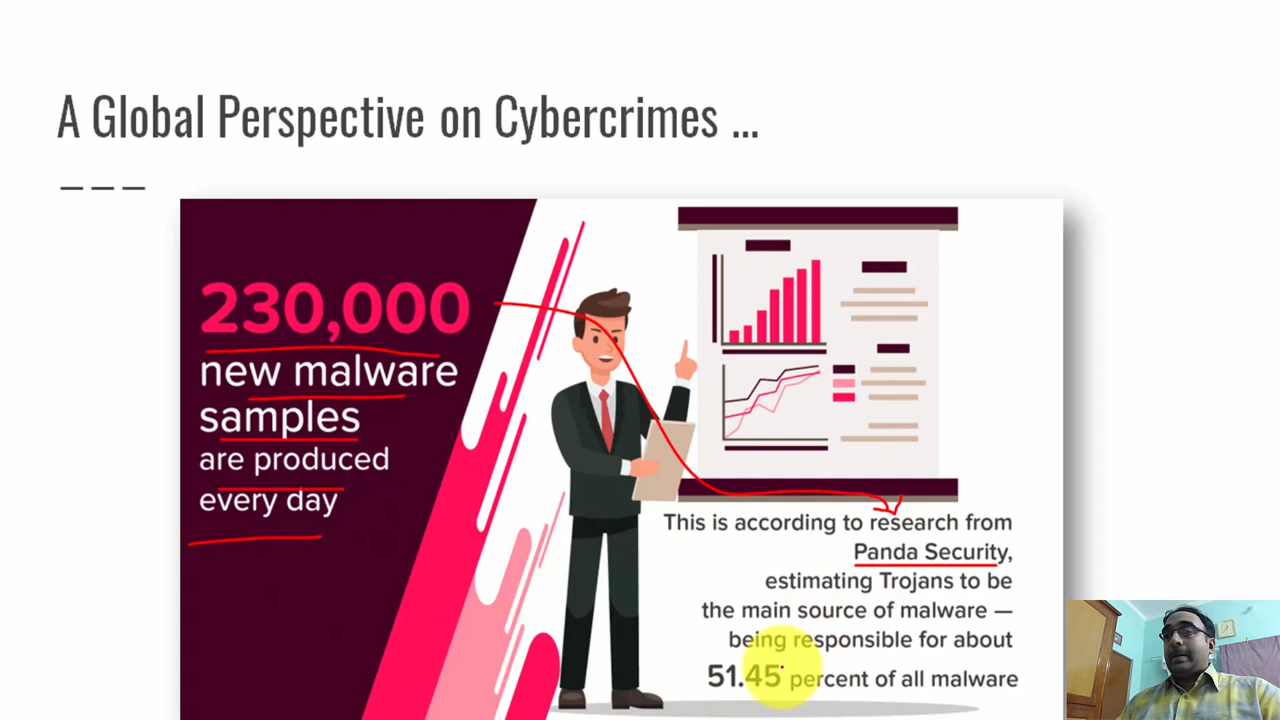 A Global Perspective on Cybercrimes ...
230,000
new malware
samples
are produced
every day
This is according to research from
Panda Security,
estimating Trojans to be
the main source of malware —
being responsible for about
51.45 percent of all malware